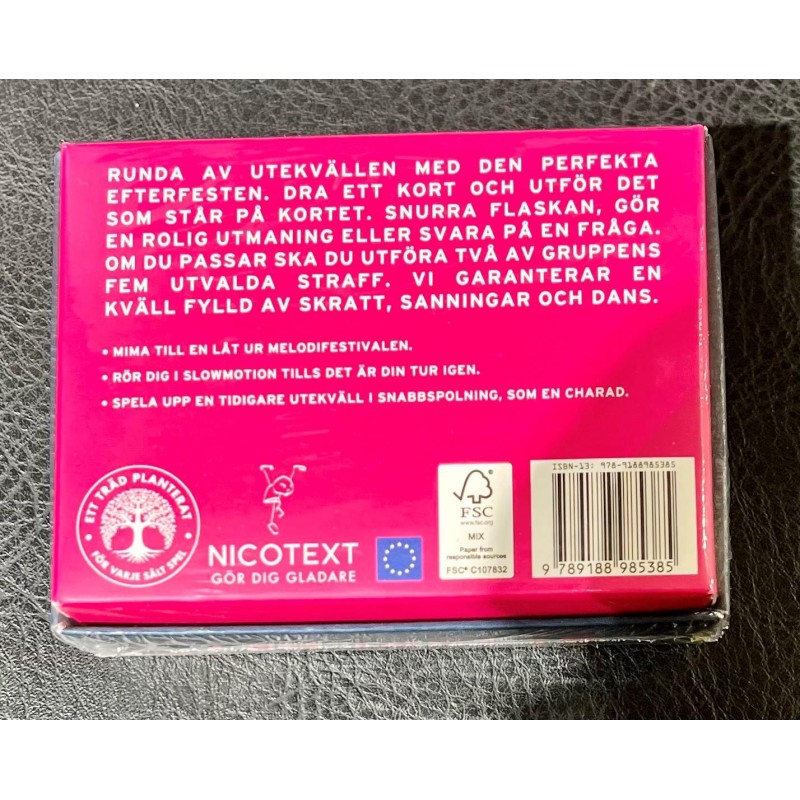 RUNDA AV UTEKVÄLLEN MED DEN PERFEKTA
EFTERFESTEN. DRA ETT KORT OCH UTFÖR DET
SOM STÅR PÅ KORTET. SNURRA FLASKAN, GÖR
EN ROLIG UTMANING ELLER SVARA PÅ EN FRÅGA.
OM DU PASSAR SKA DU UTFÖRA TVÅ AV GRUPPENS
FEM UTVALDA STRAFF. VI GARANTERAR EN
KVÄLL FYLLD AV SKRATT, SANNINGAR OCH DANS.
• MIMA TILL EN LÅT UR MELODIFESTIVALEN.
• RÖR DIG I SLOWMOTION TILLS DET ÄR DIN TUR IGEN.
• SPELA UPP EN TIDIGARE UTEKVÄLL I SNABBSPOLNING, SOM EN CHARAD.
ETT TRÄD PLANTERAT
FÖR VARJE SÅLT SPEL
NICOTEXT
GÖR DIG GLADARE
FSC
www.fsc.org
MIX
Paper from
responsible sources
FSC® C107832
ISBN-13: 978-9188985385
9 789188 985385